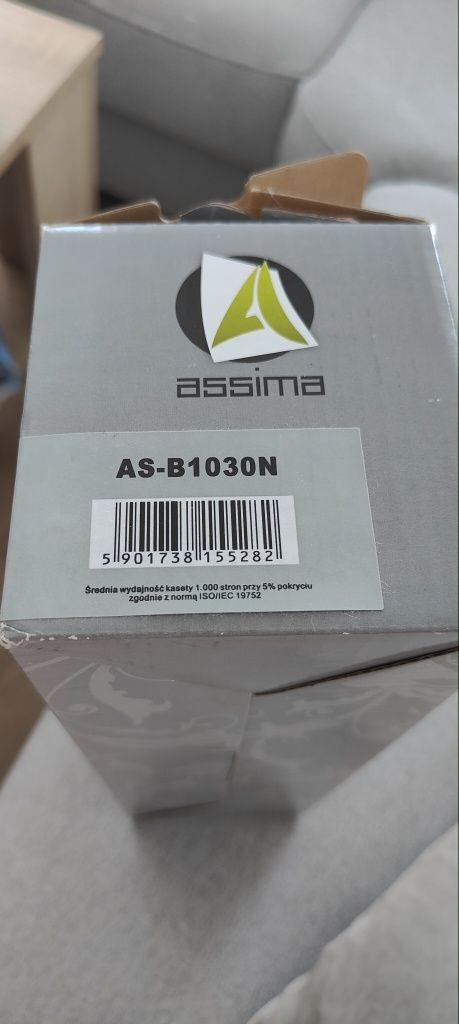 assima
AS-B1030N
5 901738 155282
Średnia wydajność kasety 1.000 stron przy 5% pokryciu
zgodnie z normą ISO/IEC 19752